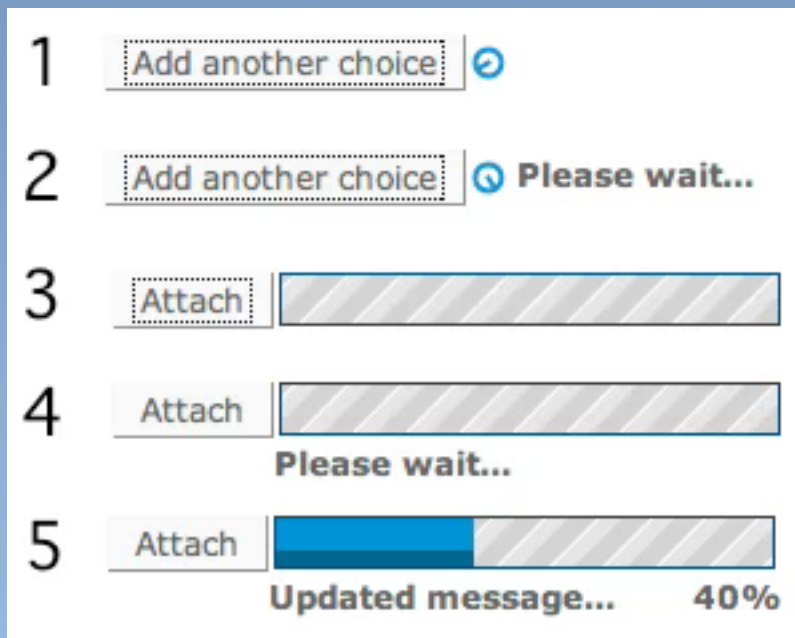 1 Add another choice
2 Add another choice Please wait...
3 Attach
4 Attach
Please wait...
5 Attach
Updated message... 40%